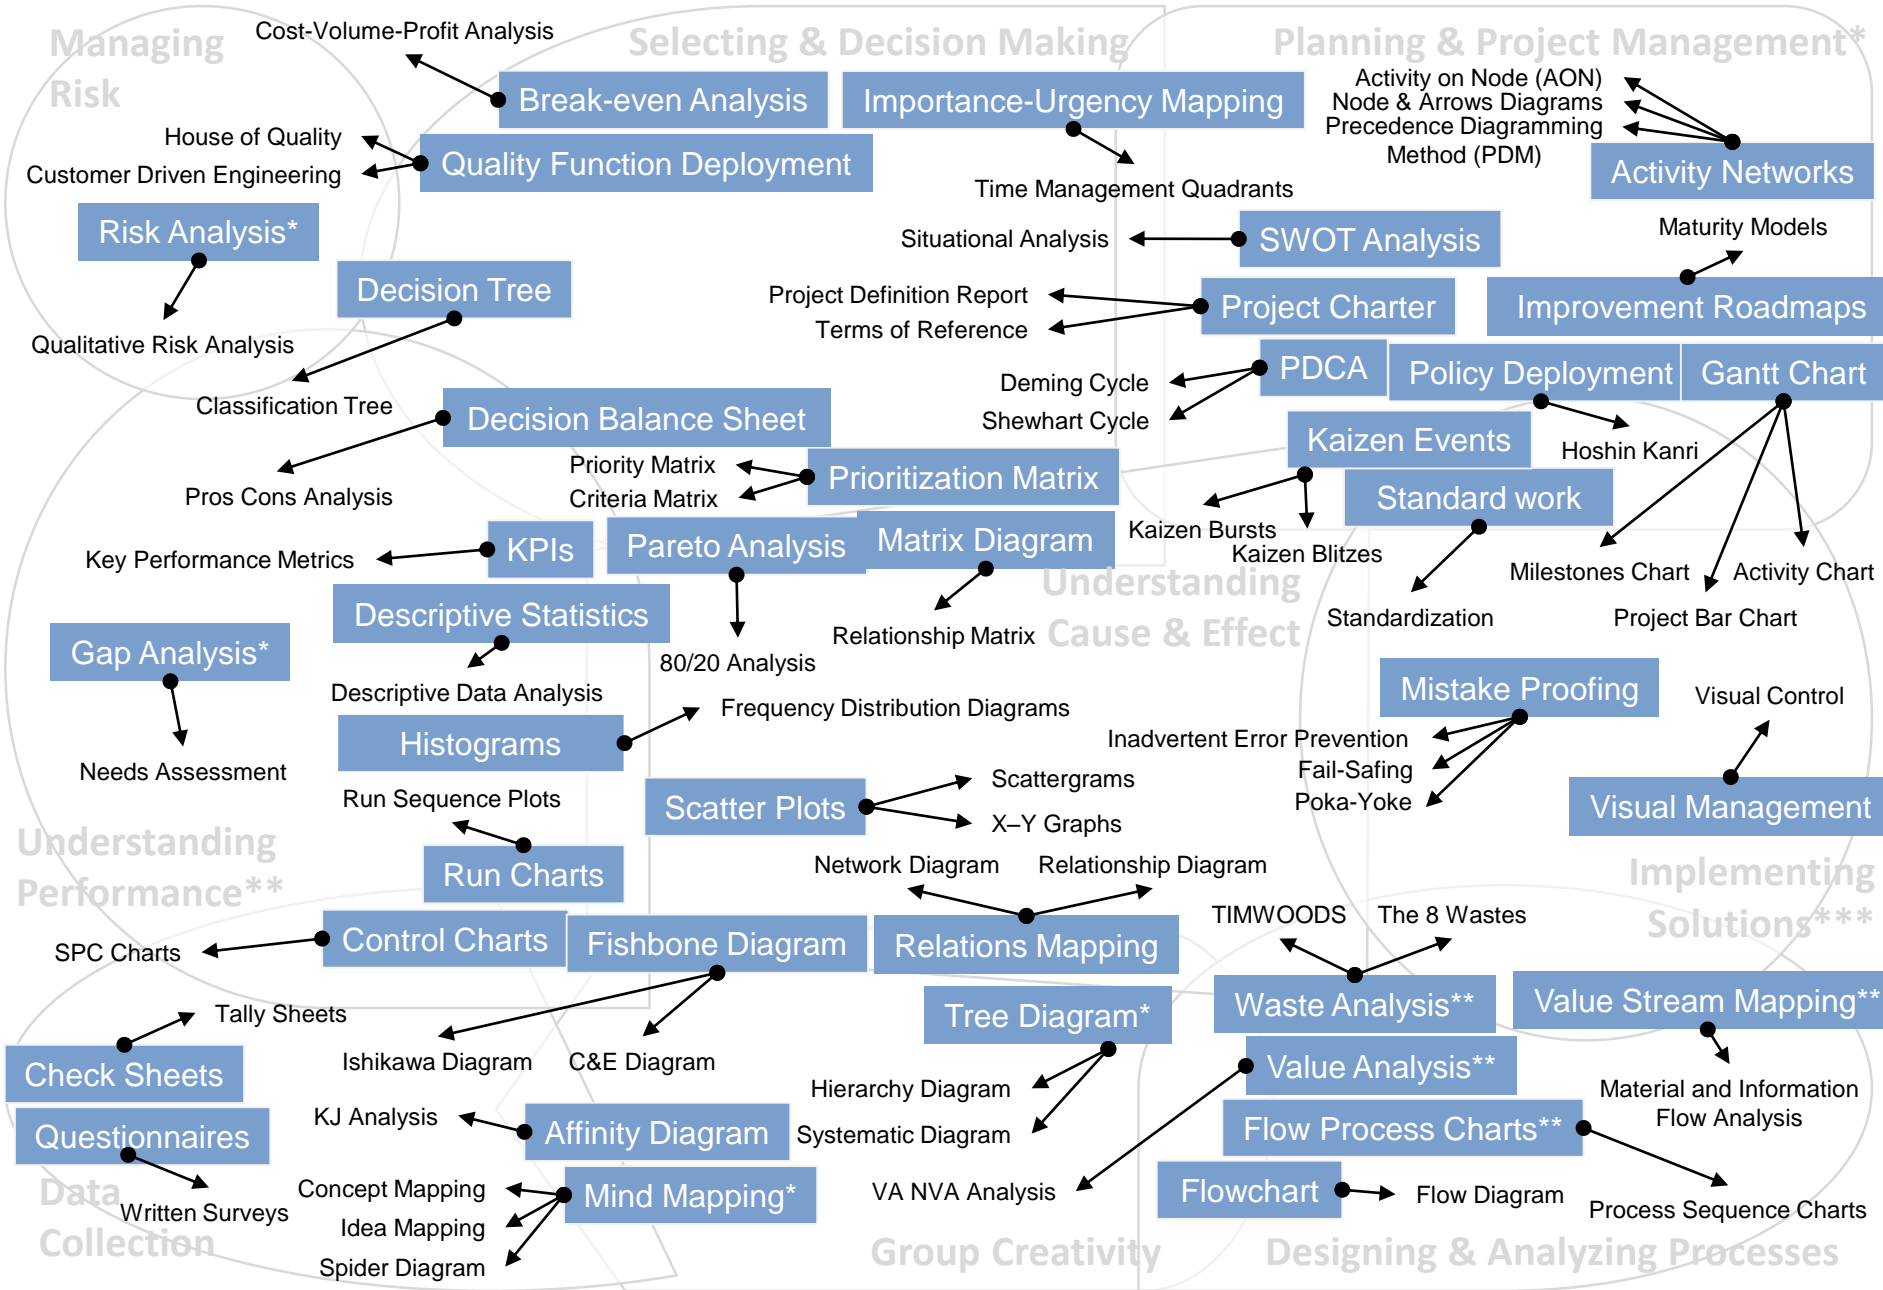 Managing
Risk
Cost-Volume-Profit Analysis
Selecting & Decision Making
Planning & Project Management*
Break-even Analysis
Importance-Urgency Mapping
Activity on Node (AON)
Node & Arrows Diagrams
Precedence Diagramming
Method (PDM)
House of Quality
Customer Driven Engineering
Quality Function Deployment
Time Management Quadrants
Activity Networks
Risk Analysis*
Situational Analysis
SWOT Analysis
Maturity Models
Decision Tree
Project Definition Report
Terms of Reference
Project Charter
Improvement Roadmaps
Qualitative Risk Analysis
Classification Tree
Deming Cycle
Shewhart Cycle
PDCA
Policy Deployment
Gantt Chart
Decision Balance Sheet
Kaizen Events
Hoshin Kanri
Pros Cons Analysis
Priority Matrix
Criteria Matrix
Prioritization Matrix
Standard work
Key Performance Metrics
KPIs
Pareto Analysis
Matrix Diagram
Kaizen Bursts
Kaizen Blitzes
Milestones Chart
Activity Chart
Project Bar Chart
Understanding
Cause & Effect
Descriptive Statistics
Relationship Matrix
Standardization
Gap Analysis*
80/20 Analysis
Descriptive Data Analysis
Mistake Proofing
Visual Control
Histograms
Frequency Distribution Diagrams
Inadvertent Error Prevention
Fail-Safing
Poka-Yoke
Needs Assessment
Run Sequence Plots
Scatter Plots
Scattergrams
X–Y Graphs
Visual Management
Understanding
Performance**
Run Charts
Network Diagram
Relationship Diagram
Implementing
Solutions***
TIMWOODS
The 8 Wastes
SPC Charts
Control Charts
Fishbone Diagram
Relations Mapping
Tally Sheets
Tree Diagram*
Waste Analysis**
Value Stream Mapping**
Check Sheets
Ishikawa Diagram
C&E Diagram
Value Analysis**
Hierarchy Diagram
Material and Information
Flow Analysis
Questionnaires
KJ Analysis
Affinity Diagram
Systematic Diagram
Flow Process Charts**
Data
Collection
Written Surveys
Concept Mapping
Idea Mapping
Spider Diagram
Mind Mapping*
VA NVA Analysis
Flowchart
Flow Diagram
Process Sequence Charts
Group Creativity
Designing & Analyzing Processes